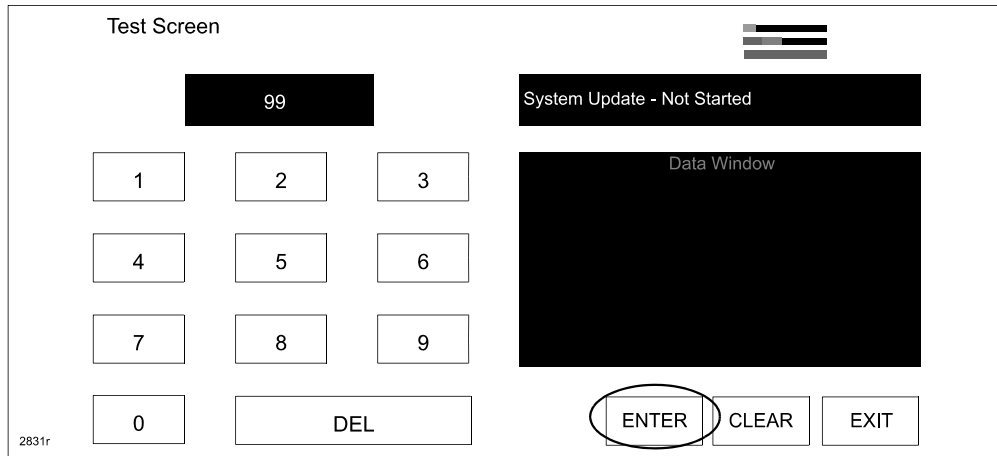 Test Screen
99
System Update - Not Started
Data Window
1 2 3
4 5 6
7 8 9
0 DEL ENTER CLEAR EXIT
2831r